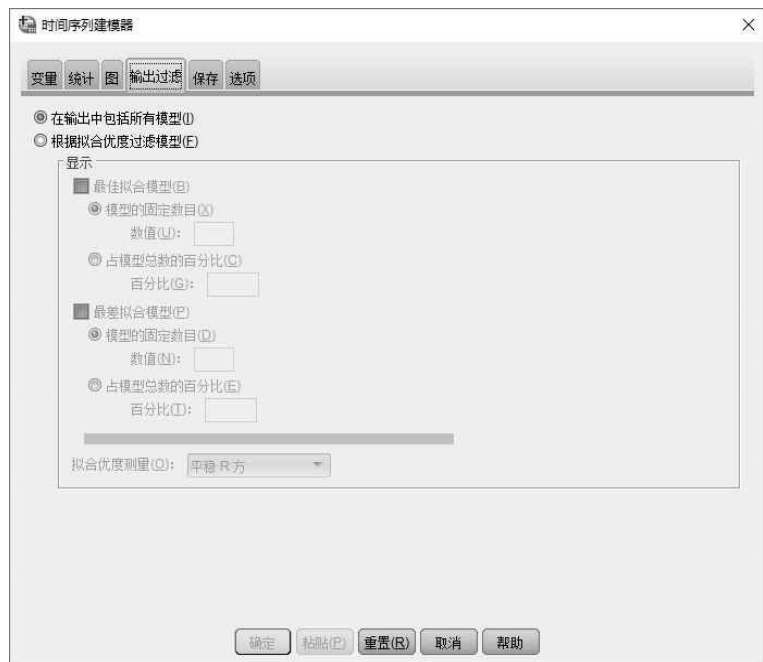 时间序列建模器
变量 统计 图 输出过滤 保存 选项
在输出中包括所有模型(I)
根据拟合优度过滤模型(F)
显示
最佳拟合模型(B)
模型的固定数目(X)
数值(U):
占模型总数的百分比(C)
百分比(G):
最差拟合模型(P)
模型的固定数目(D)
数值(N):
占模型总数的百分比(E)
百分比(T):
拟合优度测量(O): 平稳 R 方
确定 粘贴(P) 重置(R) 取消 帮助